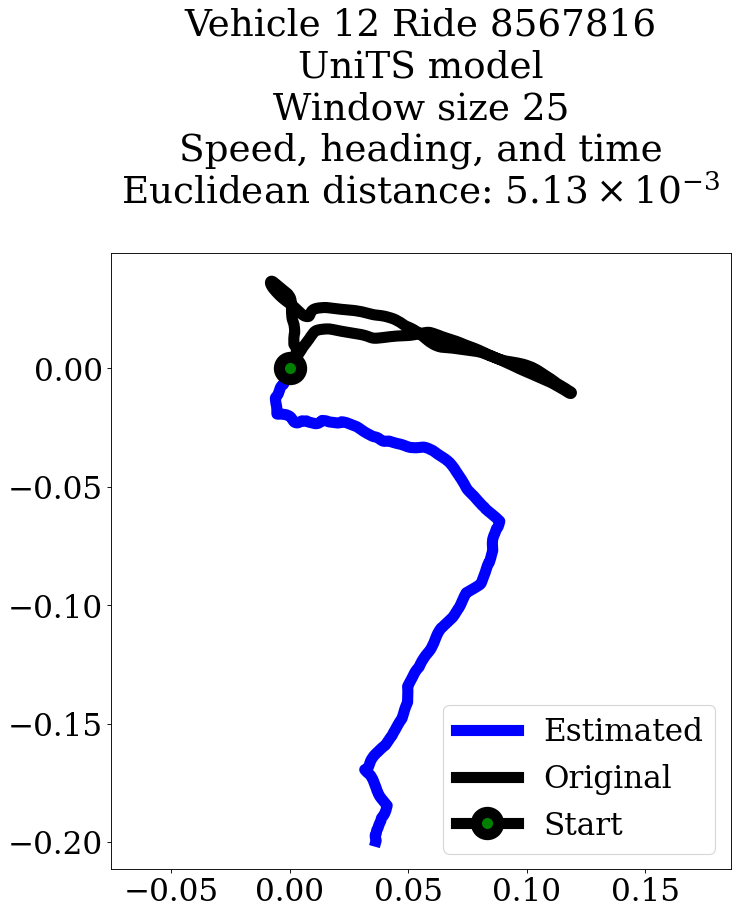 Vehicle 12 Ride 8567816
UniTS model
Window size 25
Speed, heading, and time
Euclidean distance: 5.13 × 10⁻³
0.00
−0.05
−0.10
−0.15
−0.20
Estimated
Original
Start
−0.05 0.00 0.05 0.10 0.15